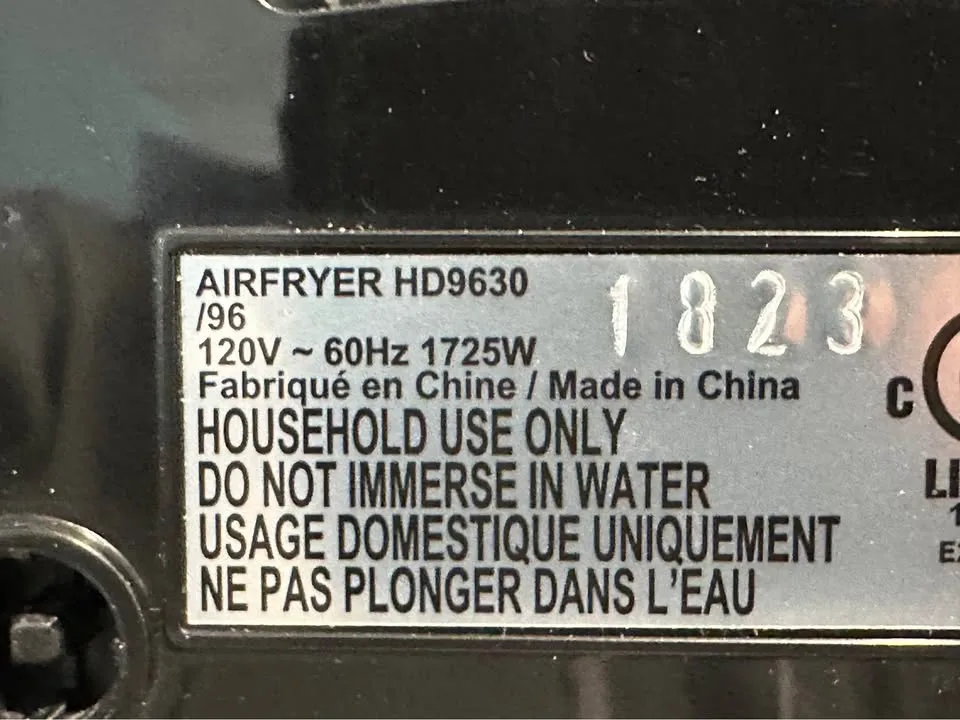 AIRFRYER HD9630 1823
/96
120V ~ 60Hz 1725W
Fabriqué en Chine / Made in China
HOUSEHOLD USE ONLY
DO NOT IMMERSE IN WATER
USAGE DOMESTIQUE UNIQUEMENT
NE PAS PLONGER DANS L'EAU
C